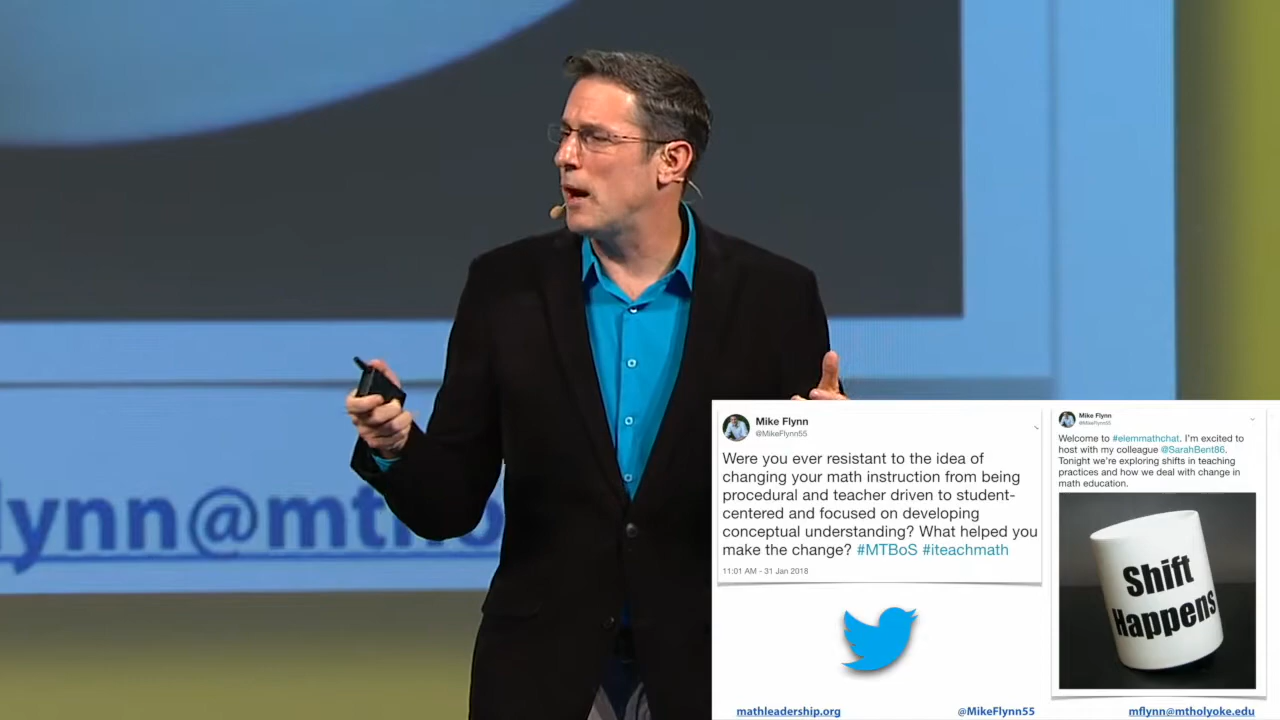 lynn@mtho
Mike Flynn
@MikeFlynn55
Were you ever resistant to the idea of
changing your math instruction from being
procedural and teacher driven to student-
centered and focused on developing
conceptual understanding? What helped you
make the change? #MTBoS #iteachmath
11:01 AM - 31 Jan 2018
Mike Flynn
@MikeFlynn55
Welcome to #elemmathchat. I'm excited to
host with my colleague @SarahBent86.
Tonight we're exploring shifts in teaching
practices and how we deal with change in
math education.
Shift
Happens
mathleadership.org
@MikeFlynn55
mflynn@mtholyoke.edu